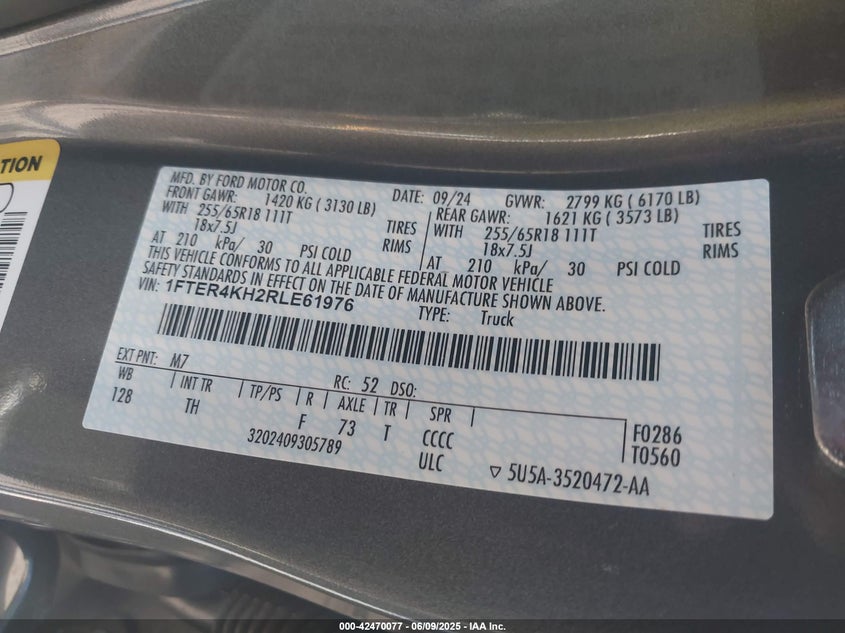 TION
MFD. BY FORD MOTOR CO. DATE: 09/24 GVWR: 2799 KG ( 6170 LB)
FRONT GAWR: 1420 KG ( 3130 LB) REAR GAWR: 1621 KG ( 3573 LB)
WITH 255/65R18 111T TIRES WITH 255/65R18 111T TIRES
18x7.5J RIMS 18x7.5J RIMS
AT 210 kPa/ 30 PSI COLD AT 210 kPa/ 30 PSI COLD
THIS VEHICLE CONFORMS TO ALL APPLICABLE FEDERAL MOTOR VEHICLE
SAFETY STANDARDS IN EFFECT ON THE DATE OF MANUFACTURE SHOWN ABOVE.
VIN: 1FTER4KH2RLE61976 TYPE: Truck
EXT PNT: M7 RC: 52 DSO:
WB INT TR TP/PS R AXLE TR SPR
128 TH F 73 T CCCC F0286
3202409305789 ULC T0560
5U5A-3520472-AA
000-42470077 - 06/09/2025 - IAA Inc.